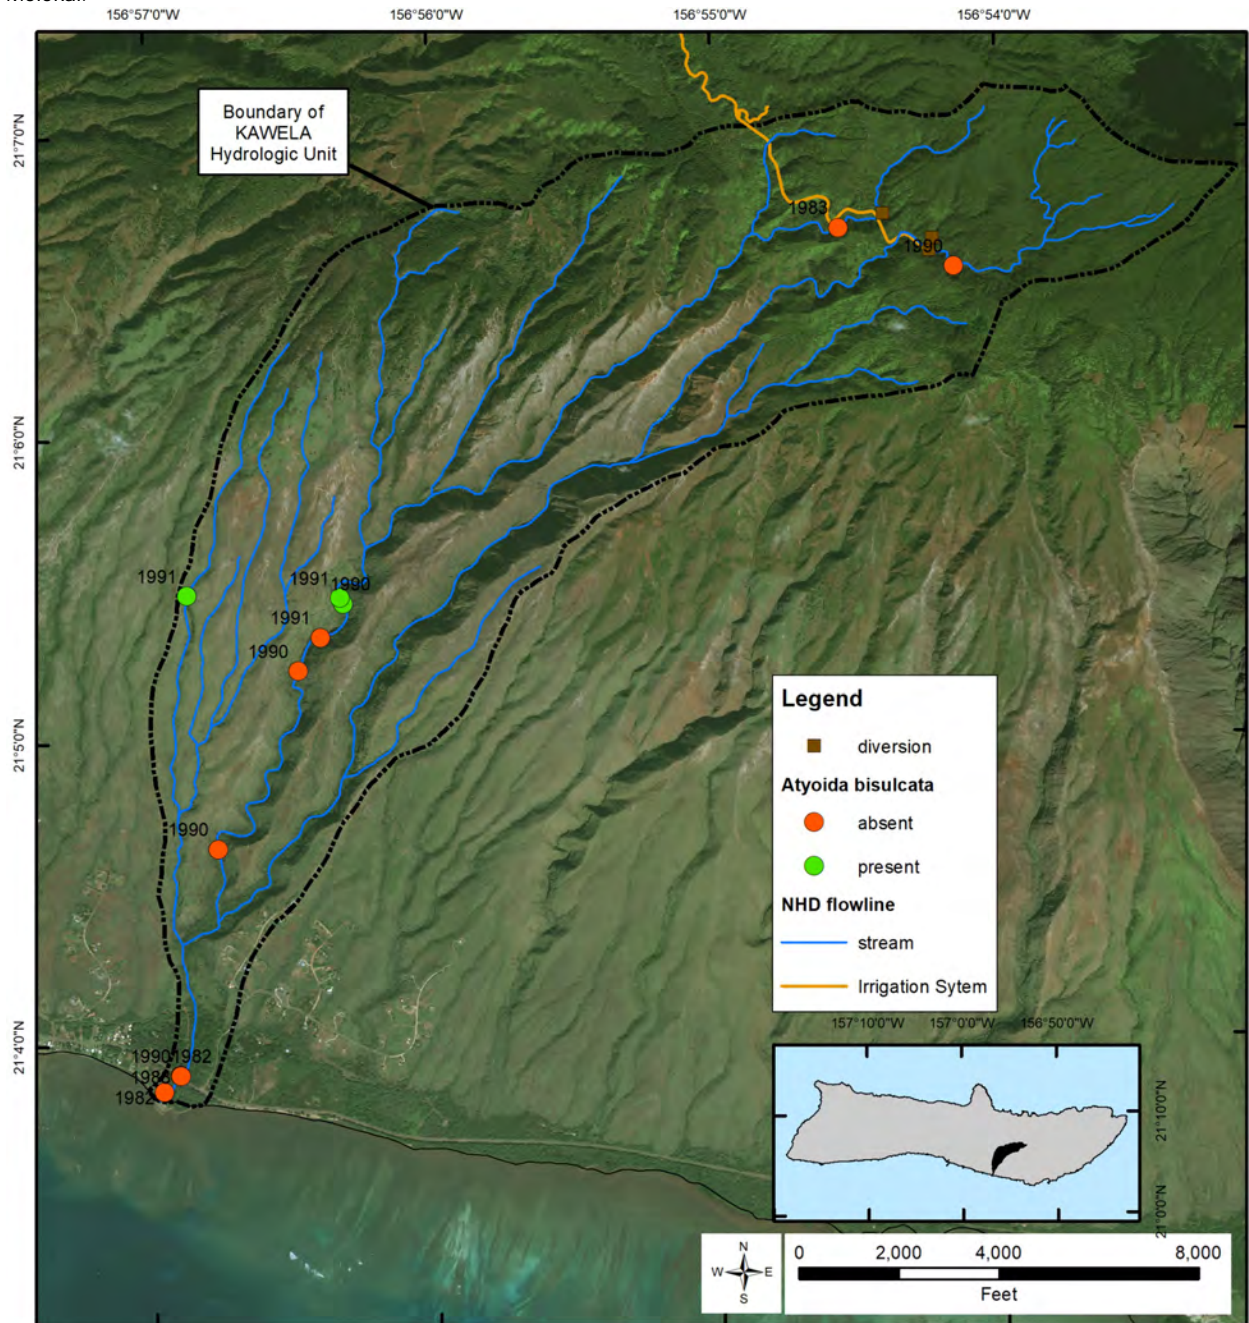 156°57'0"W
156°56'0"W
156°55'0"W
156°54'0"W
21°7'0"N
21°6'0"N
21°5'0"N
21°4'0"N
Boundary of
KAWELA
Hydrologic Unit
1983
1990
1991
1991
1990
1991
1990
1990
1990
1982
1982
Legend
diversion
Atyoida bisulcata
absent
present
NHD flowline
stream
Irrigation Sytem
157°10'0"W
157°0'0"W
156°50'0"W
21°10'0"N
21°0'0"N
N
W
E
S
0
2,000
4,000
8,000
Feet